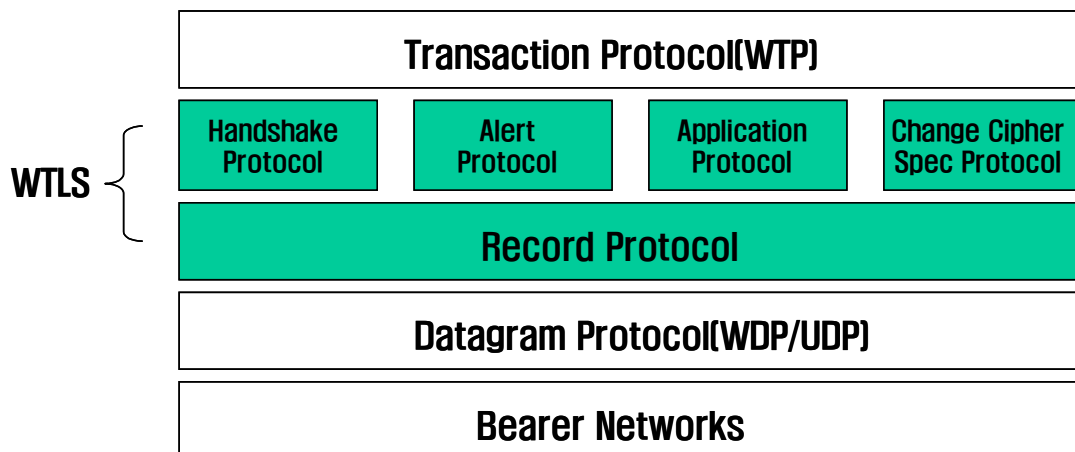 Transaction Protocol(WTP)
Handshake
Protocol
Alert
Protocol
Application
Protocol
Change Cipher
Spec Protocol
WTLS
Record Protocol
Datagram Protocol(WDP/UDP)
Bearer Networks